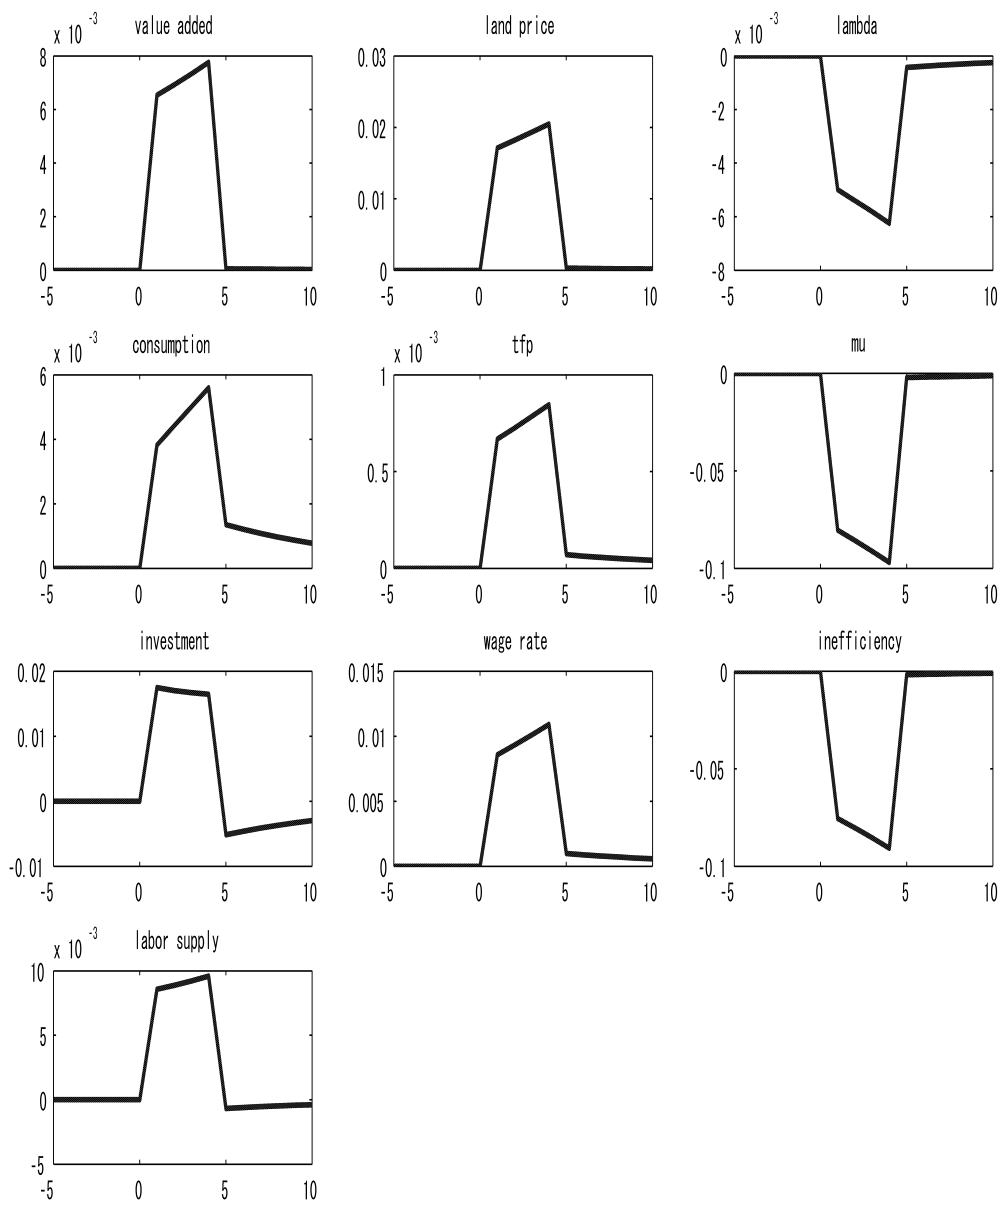 x 10 -3 value added
8
6
4
2
0
-5 0 5 10
land price
0.03
0.02
0.01
0
-5 0 5 10
x 10 -3 lambda
0
-2
-4
-6
-8
-5 0 5 10
x 10 -3 consumption
6
4
2
0
-5 0 5 10
x 10 -3 tfp
1
0.5
0
-5 0 5 10
mu
0
-0.05
-0.1
-5 0 5 10
investment
0.02
0.01
0
-0.01
-5 0 5 10
wage rate
0.015
0.01
0.005
0
-5 0 5 10
inefficiency
0
-0.05
-0.1
-5 0 5 10
x 10 -3 labor supply
10
5
0
-5
-5 0 5 10